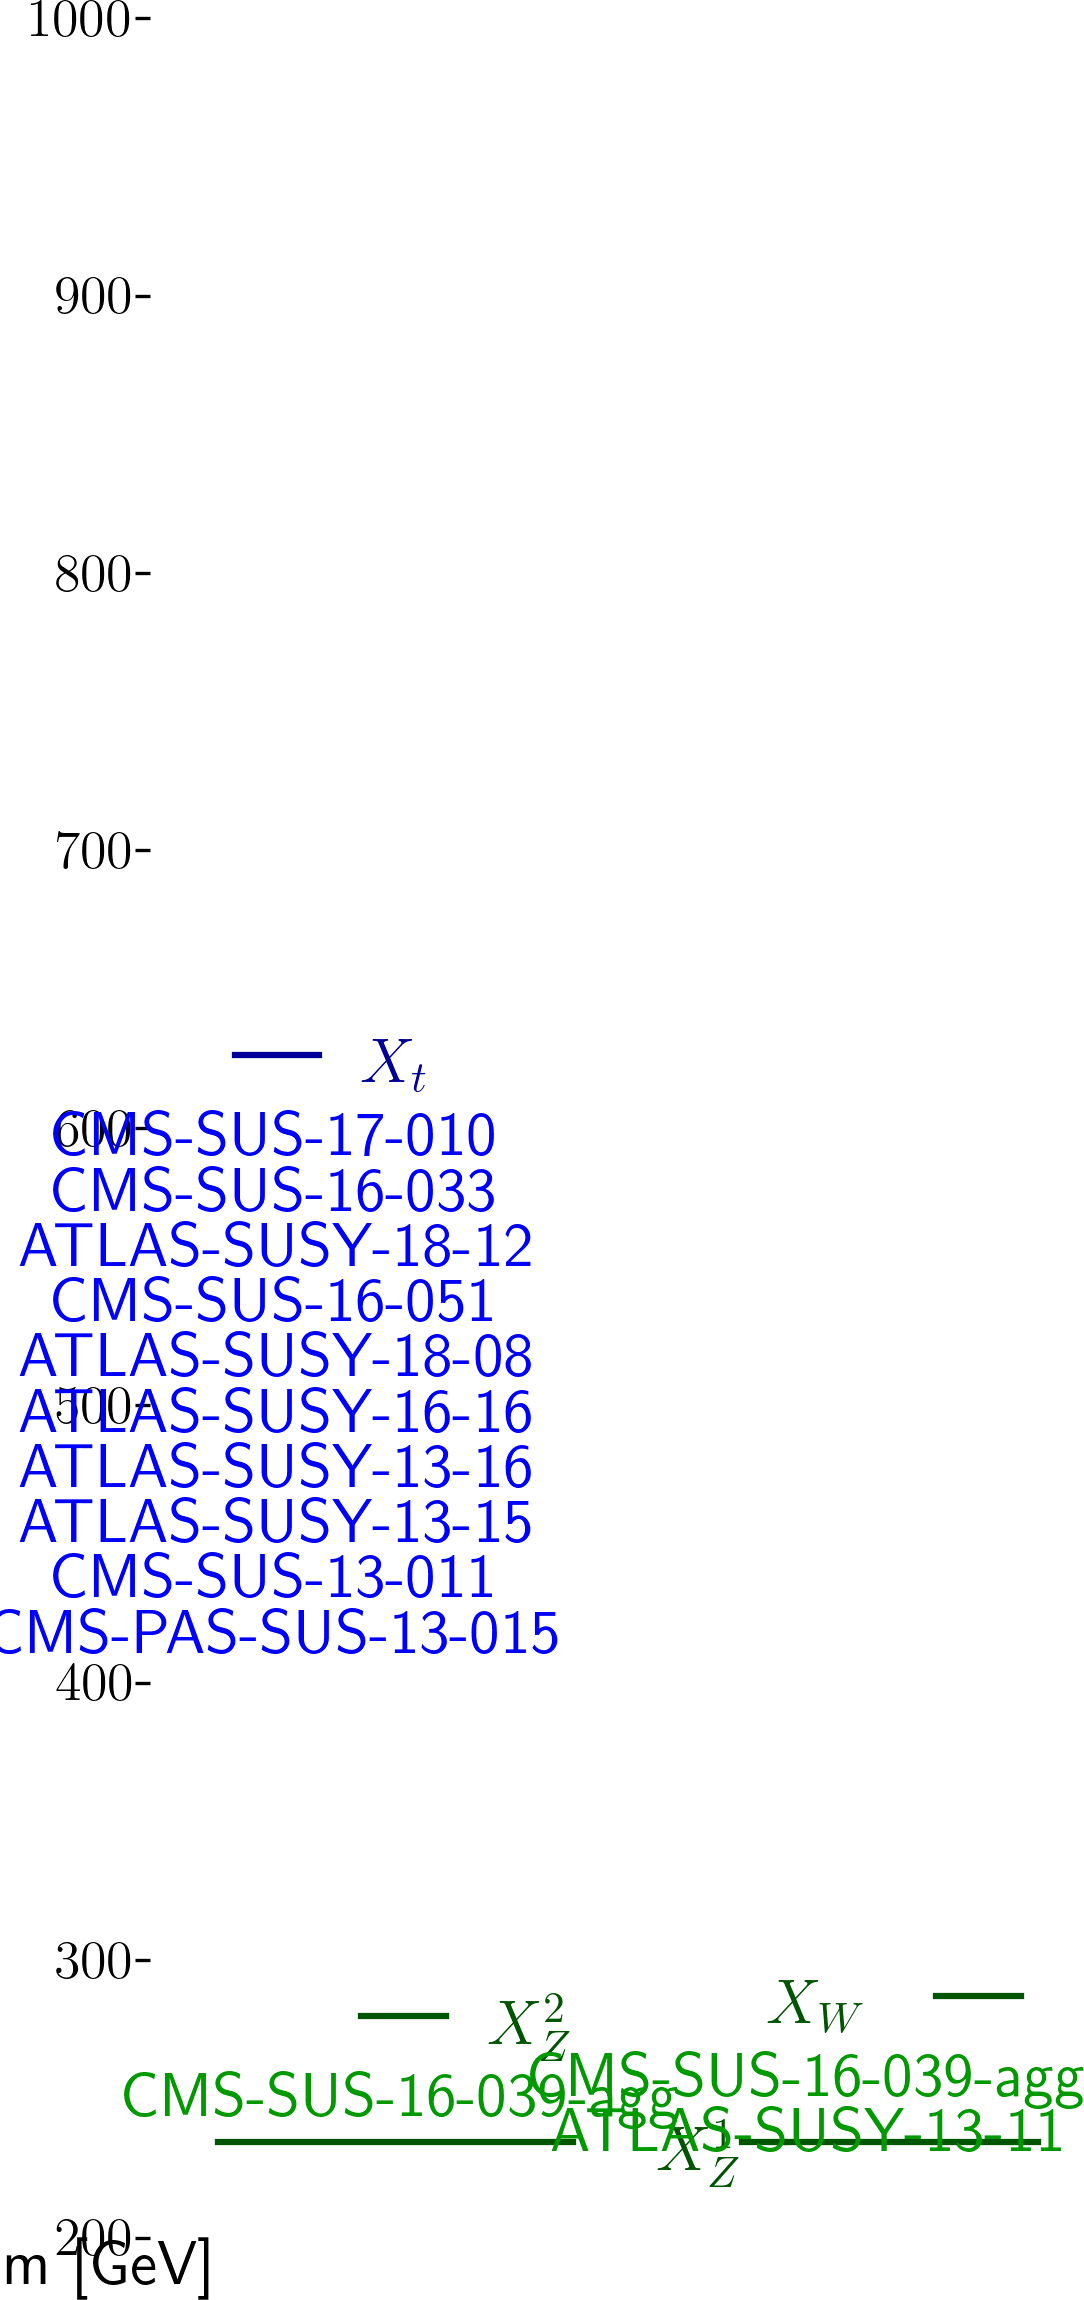 1000
900
800
700
X_t
600
CMS-SUS-17-010
CMS-SUS-16-033
ATLAS-SUSY-18-12
CMS-SUS-16-051
ATLAS-SUSY-18-08
500
ATLAS-SUSY-16-16
ATLAS-SUSY-13-16
ATLAS-SUSY-13-15
CMS-SUS-13-011
CMS-PAS-SUS-13-015
400
300
X_W
X_Z^2
CMS-SUS-16-039-agg
CMS-SUS-16-039-agg
ATLAS-SUSY-13-11
X_Z^1
200
m [GeV]